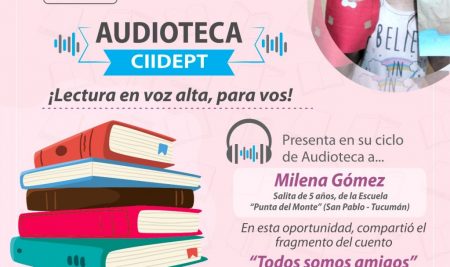 AUDIOTECA
CIIDEPT
¡Lectura en voz alta, para vos!
BELIEVE
IN
Presenta en su ciclo
de Audioteca a...
Milena Gómez
Salita de 5 años, de la Escuela
"Punta del Monte" (San Pablo - Tucumán)
En esta oportunidad, compartió el
fragmento del cuento
"Todos somos amigos"